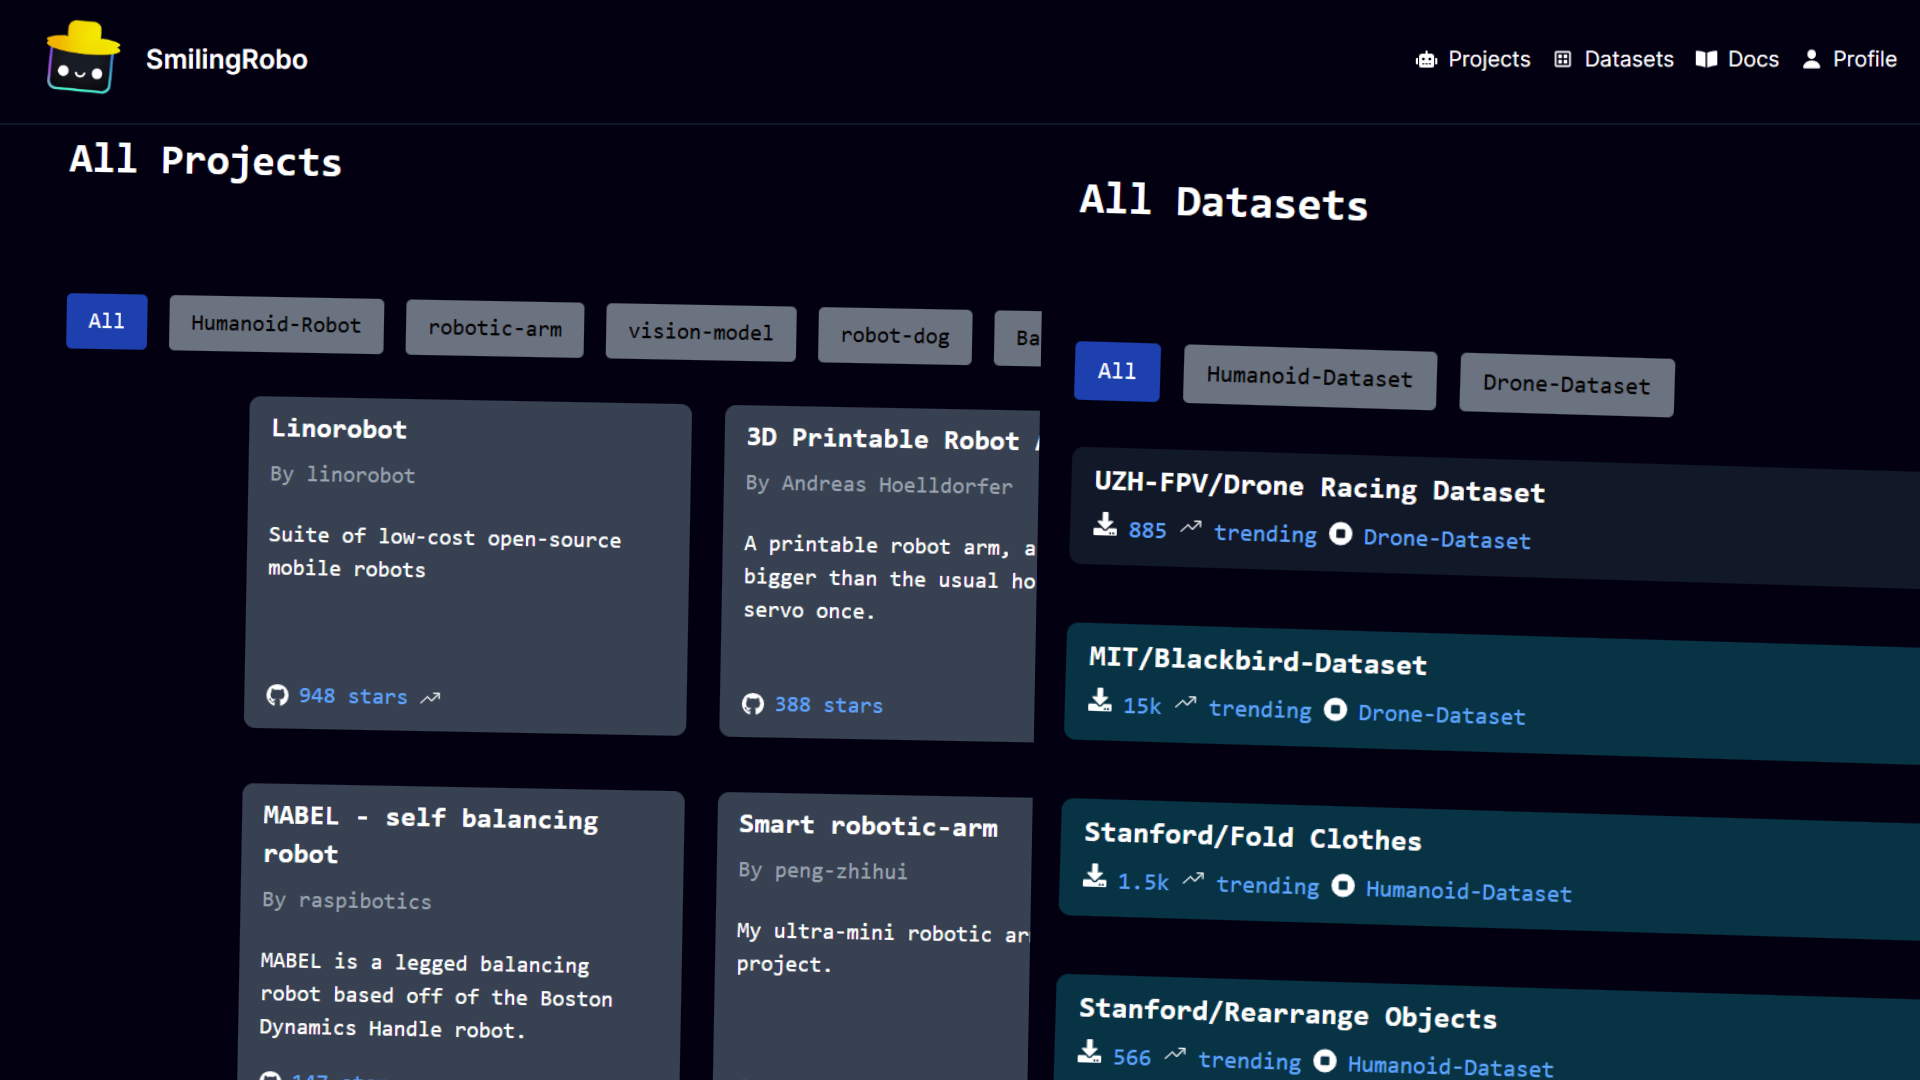 SmilingRobo
Projects
Datasets
Docs
Profile
All Projects
All
Humanoid-Robot
robotic-arm
vision-model
robot-dog
Ba
Linorobot
By linorobot
Suite of low-cost open-source
mobile robots
948 stars
3D Printable Robot
By Andreas Hoelldorfer
A printable robot arm, a
bigger than the usual ho
servo once.
388 stars
MABEL - self balancing
robot
By raspibotics
MABEL is a legged balancing
robot based off of the Boston
Dynamics Handle robot.
Smart robotic-arm
By peng-zhihui
My ultra-mini robotic ar
project.
All Datasets
All
Humanoid-Dataset
Drone-Dataset
UZH-FPV/Drone Racing Dataset
885 trending Drone-Dataset
MIT/Blackbird-Dataset
15k trending Drone-Dataset
Stanford/Fold Clothes
1.5k trending Humanoid-Dataset
Stanford/Rearrange Objects
566 trending Humanoid-Dataset